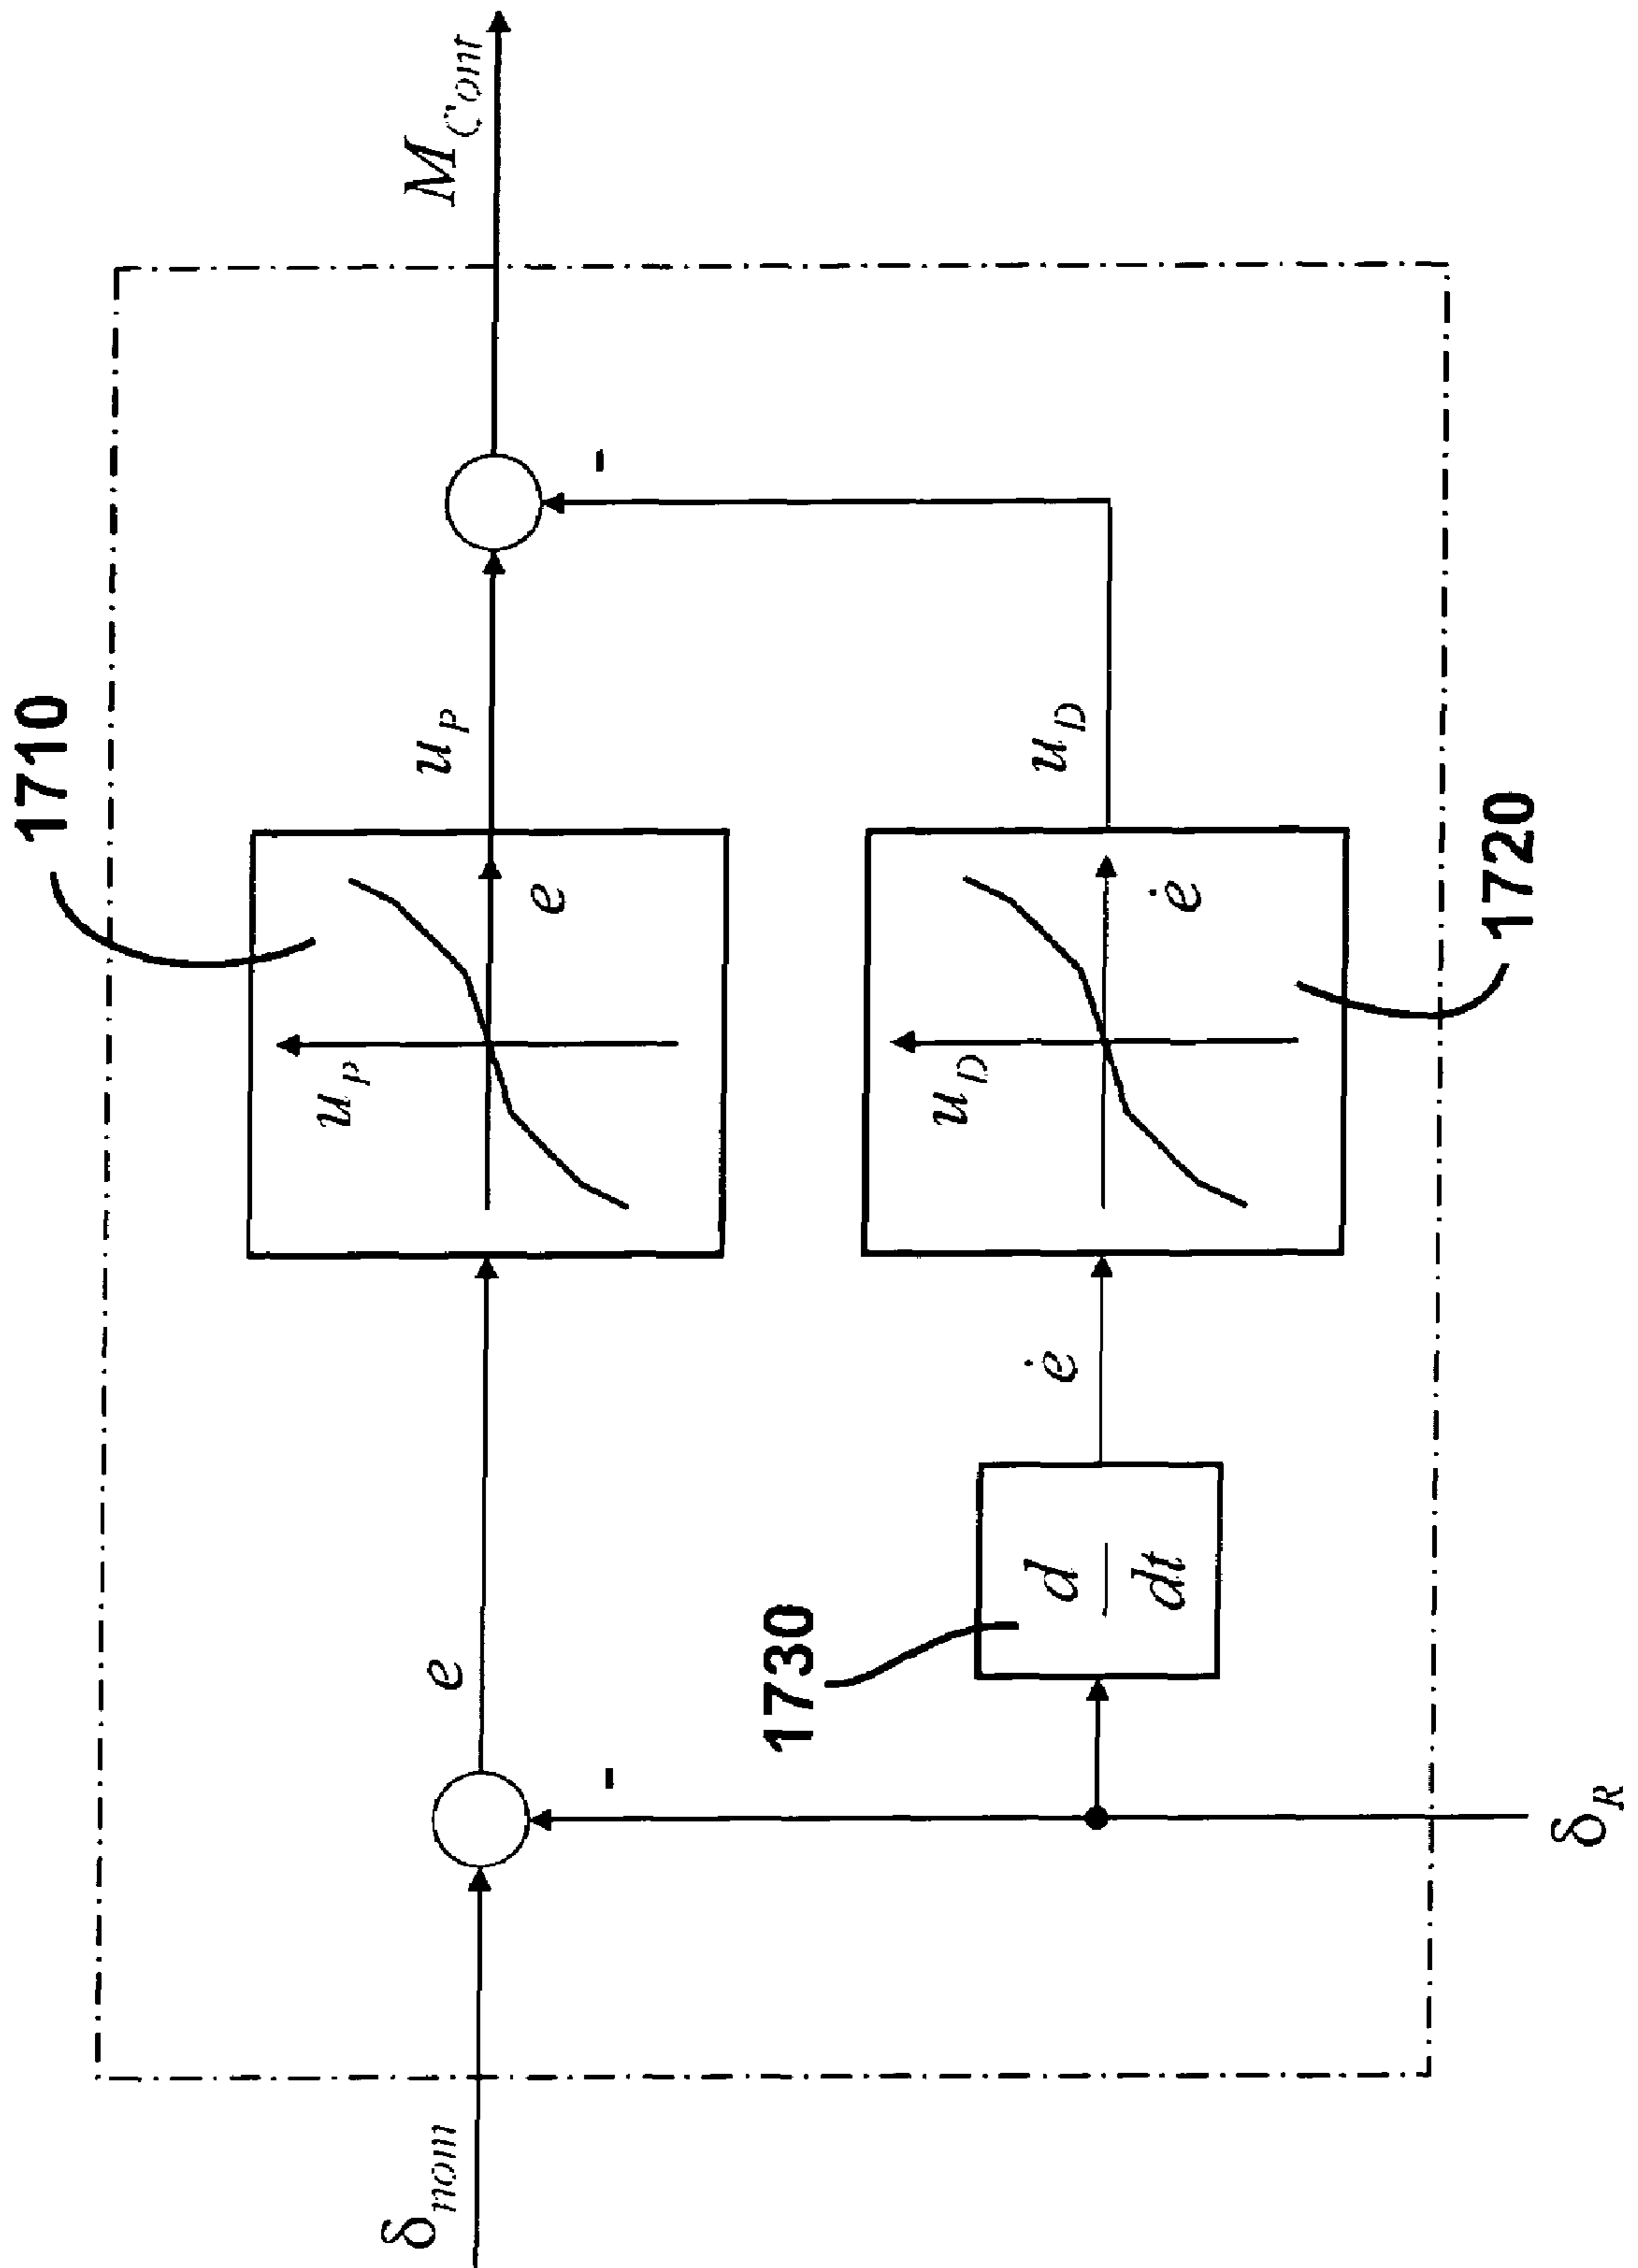 1710
M_Cont
u_P
u_P
e
e
δ_nom
1730
d
dt
ė
u_D
ė
u_D
1720
δ_R
-
-